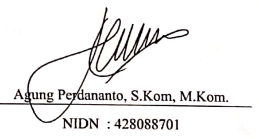 Agung Perdananto, S.Kom, M.Kom.
NIDN : 428088701